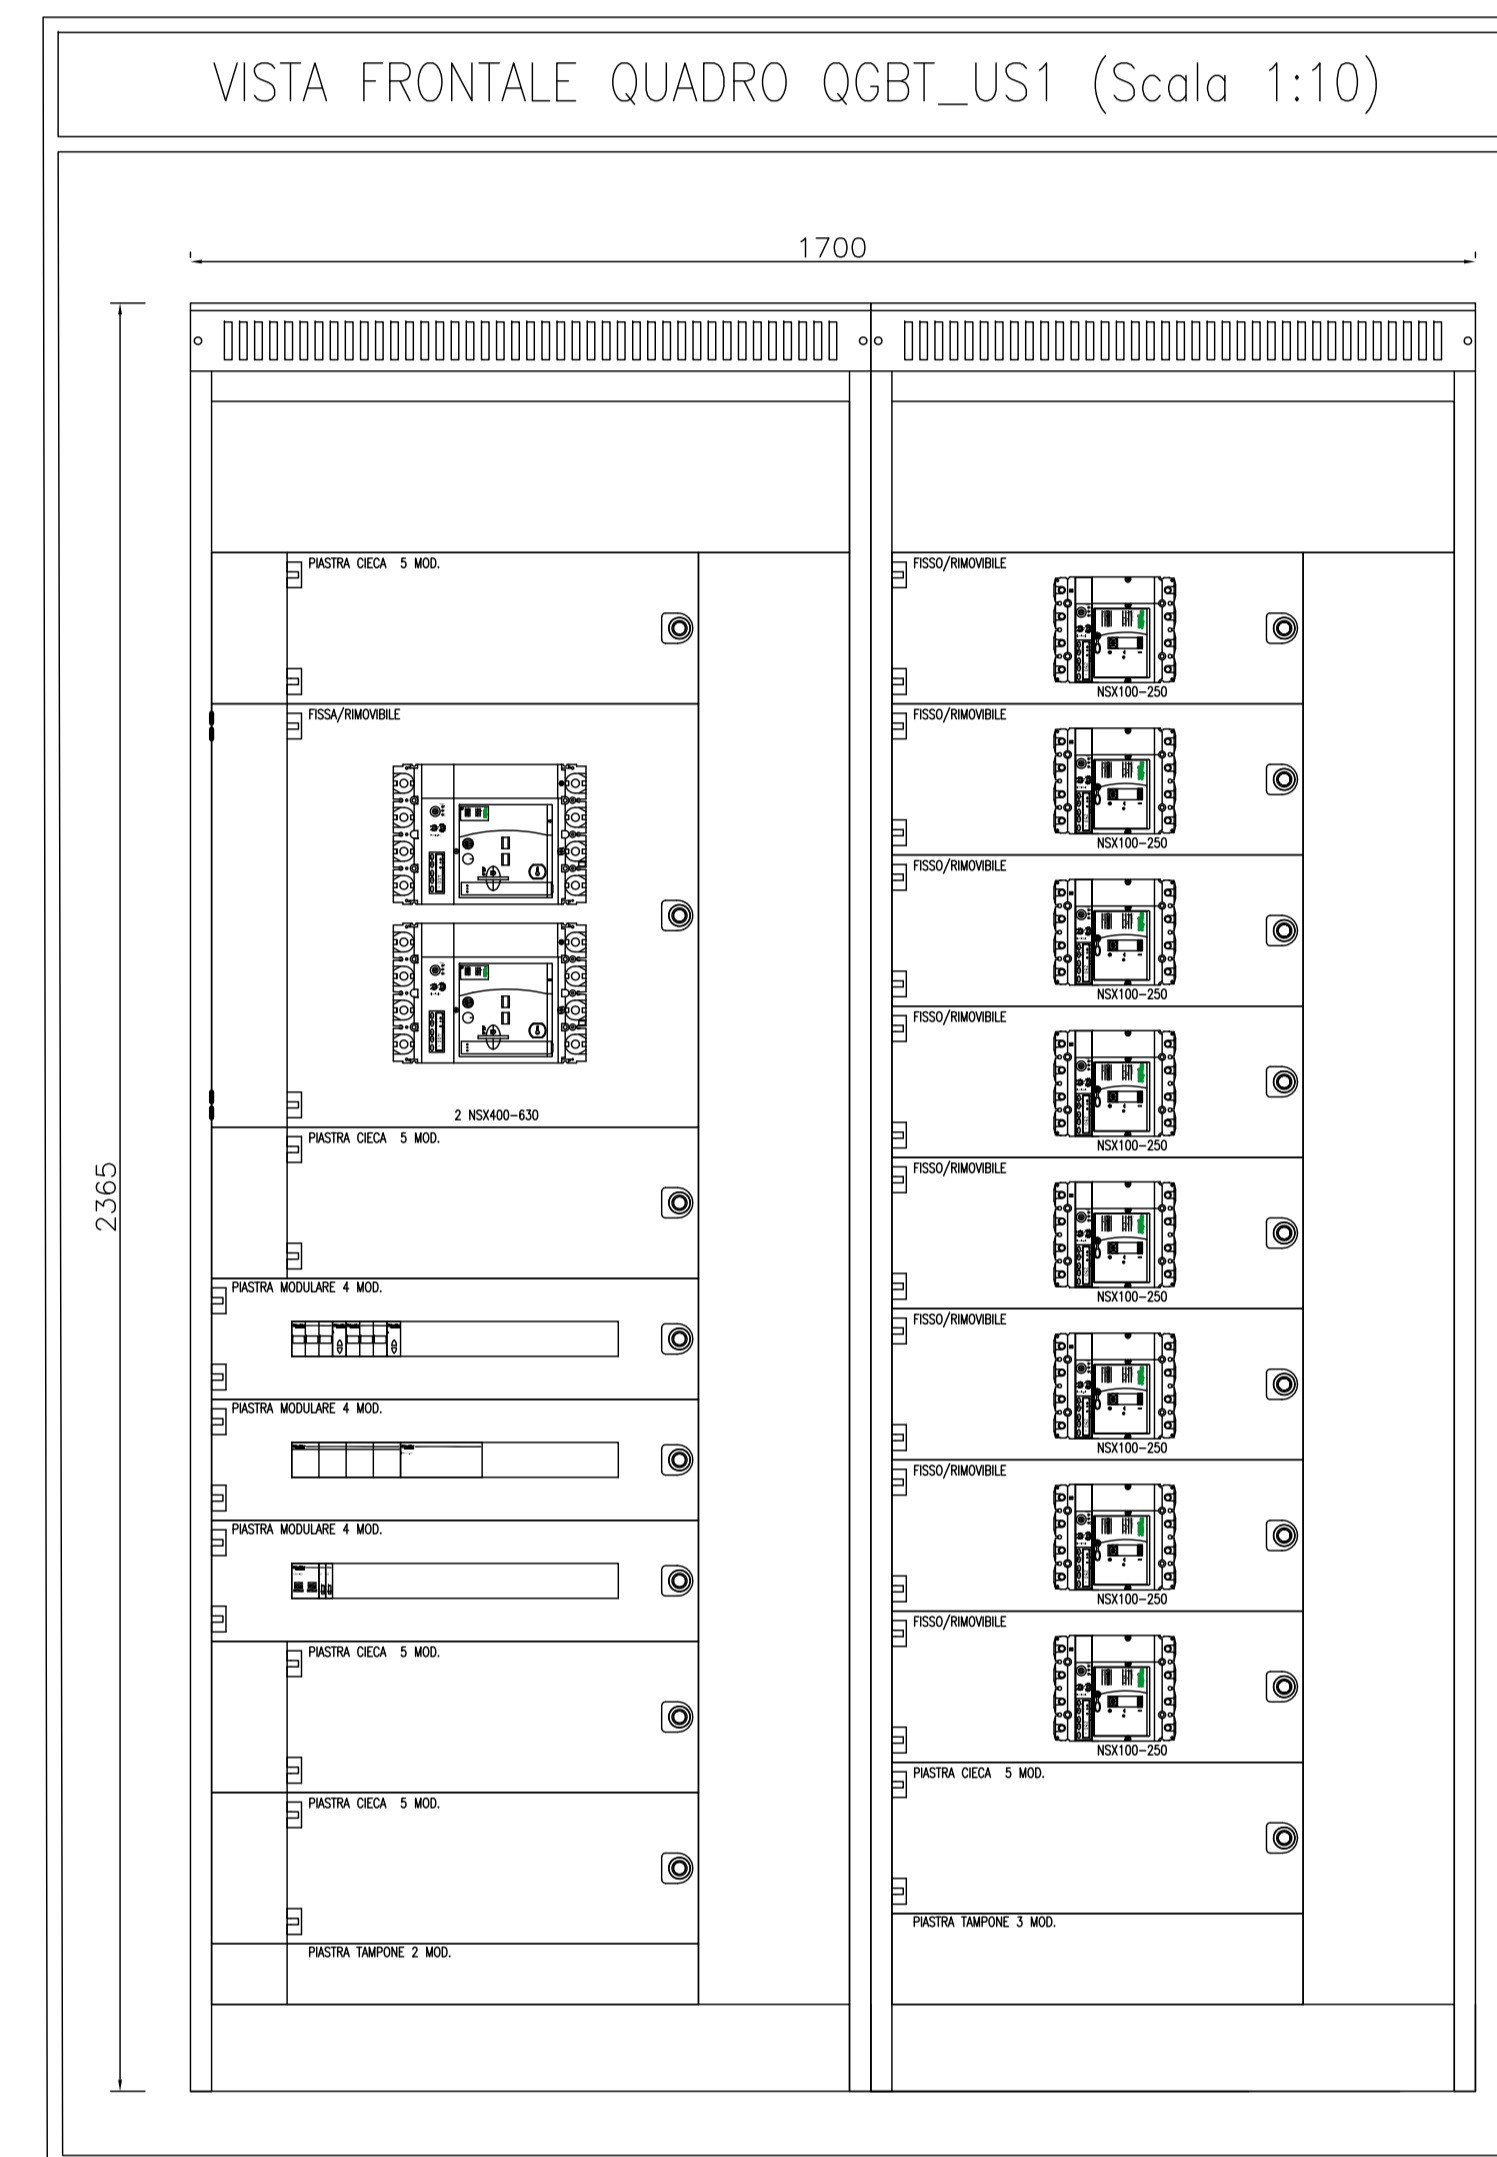 VISTA FRONTALE QUADRO QGBT_US1 (Scala 1:10)
1700
2365
PIASTRA CIECA 5 MOD.
FISSA/RIMOVIBILE
2 NSX400-630
PIASTRA CIECA 5 MOD.
PIASTRA MODULARE 4 MOD.
PIASTRA MODULARE 4 MOD.
PIASTRA MODULARE 4 MOD.
PIASTRA CIECA 5 MOD.
PIASTRA CIECA 5 MOD.
PIASTRA TAMPONE 2 MOD.
FISSO/RIMOVIBILE
NSX100-250
FISSO/RIMOVIBILE
NSX100-250
FISSO/RIMOVIBILE
NSX100-250
FISSO/RIMOVIBILE
NSX100-250
FISSO/RIMOVIBILE
NSX100-250
FISSO/RIMOVIBILE
NSX100-250
FISSO/RIMOVIBILE
NSX100-250
FISSO/RIMOVIBILE
NSX100-250
PIASTRA CIECA 5 MOD.
PIASTRA TAMPONE 3 MOD.